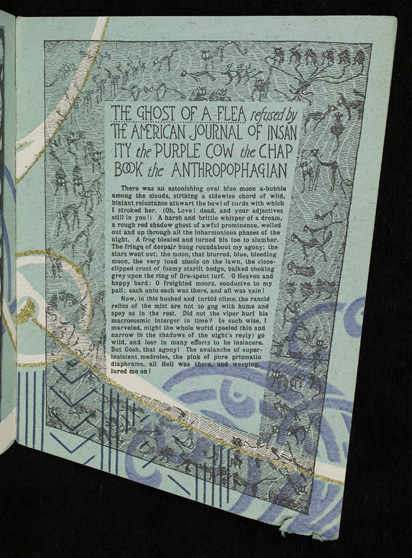 THE GHOST OF A FLEA refused by
THE AMERICAN JOURNAL OF INSAN
ITY the PURPLE COW the CHAP
BOOK the ANTHROPOPHAGIAN
There was an astonishing oval blue moon a-bubble
among the clouds, striking a sidewise chord of wild,
blatant reluctance athwart the bowl of curds with which
I stroked her. (Oh, Love! dead, and your adjectives
still in you!) A harsh and brittle whisper of a dream,
a rough red shadow ghost of awful prominence, welled
out and up through all the inharmonious phases of the
night. A frog bleated and turned his toe to slumber.
The fringe of despair hung roundabout my agony; the
stars went out; the moon, that blurred, blue, bleeding
moon, the very toad stools on the lawn, the close-
clipped crust of foamy starilt hedge, balked choking
grey upon the ring of fire-spent torf. O Heaven and
happy bard; O freighted moors, conducive to my
pall; each unto each was there, and all was vain!
Now, in this hushed and turbid clime, the rancid
relics of the mist are not so gog with hume and
spey as in the rest. Did not the viper hurl his
macrocosmic interger in time? In such wise, I
marveled, might the whole world (peeled thin and
narrow in the shadows of the night's reuly) go
wild, and leer in many efforts to be insincere.
But Gosh, that agony! The avalanche of super-
insistent medroles, the pink of pure prismatic
diaphrams, all Hell was there, and weeping,
lured me on!